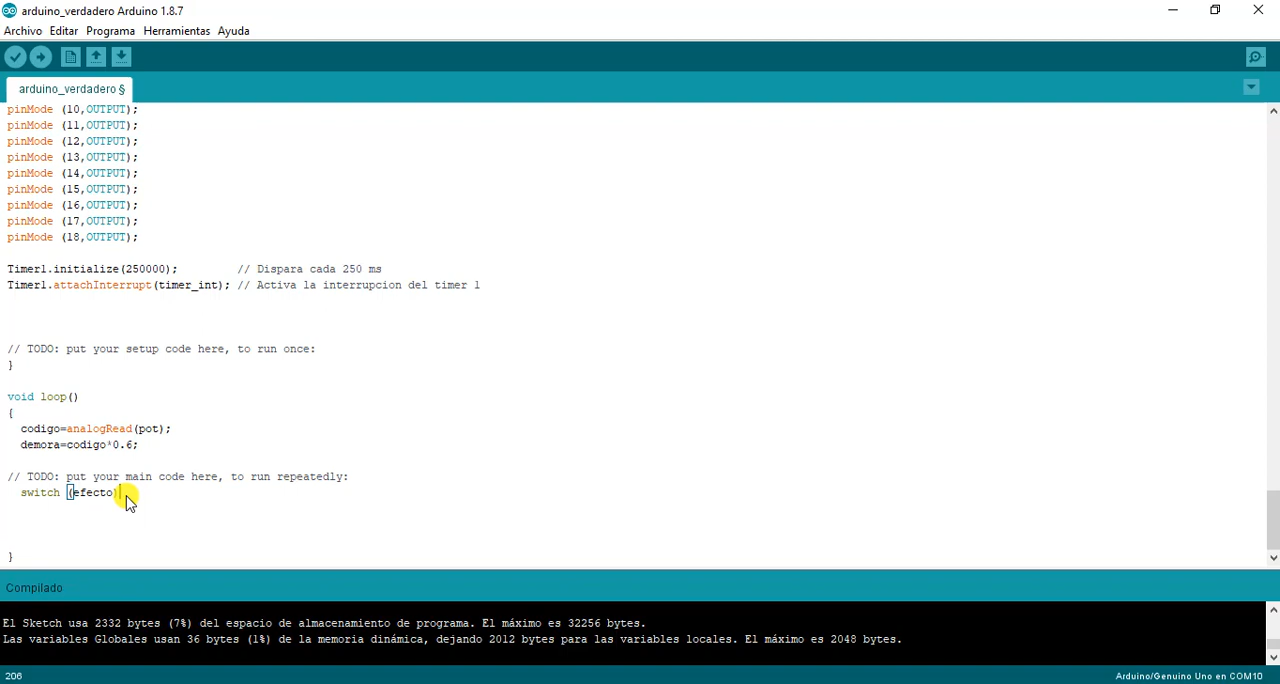 arduino_verdadero Arduino 1.8.7
Archivo Editar Programa Herramientas Ayuda
arduino_verdadero §
pinMode (10,OUTPUT);
pinMode (11,OUTPUT);
pinMode (12,OUTPUT);
pinMode (13,OUTPUT);
pinMode (14,OUTPUT);
pinMode (15,OUTPUT);
pinMode (16,OUTPUT);
pinMode (17,OUTPUT);
pinMode (18,OUTPUT);
Timer1.initialize(250000); // Dispara cada 250 ms
Timer1.attachInterrupt(timer_int); // Activa la interrupcion del timer 1
// TODO: put your setup code here, to run once:
}
void loop()
{
codigo=analogRead(pot);
demora=codigo*0.6;
// TODO: put your main code here, to run repeatedly:
switch (efecto)
}
Compilado
El Sketch usa 2332 bytes (7%) del espacio de almacenamiento de programa. El máximo es 32256 bytes.
Las variables Globales usan 36 bytes (1%) de la memoria dinámica, dejando 2012 bytes para las variables locales. El máximo es 2048 bytes.
206 Arduino/Genuino Uno en COM10